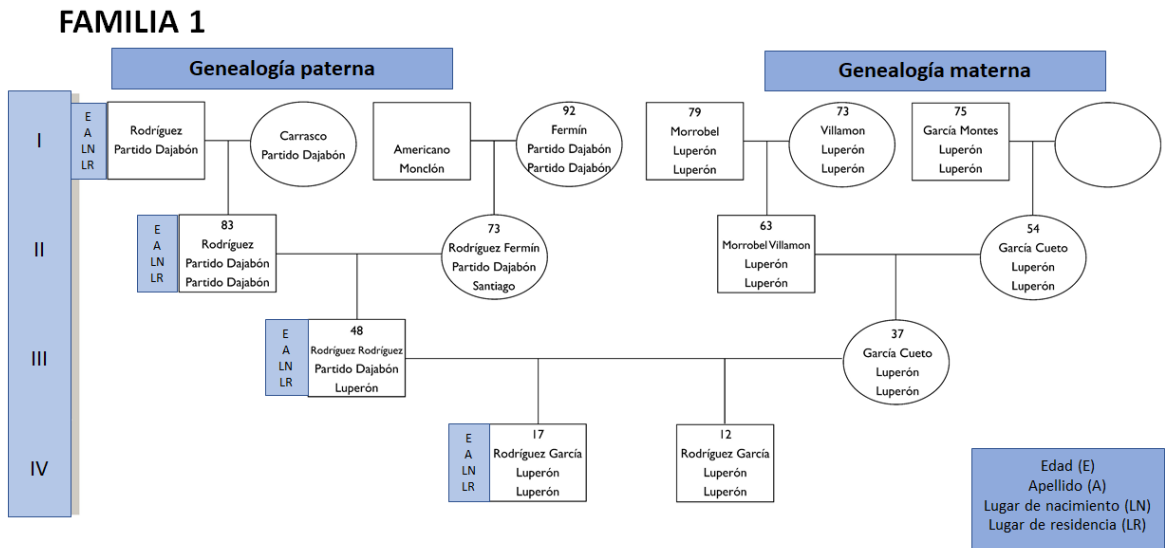 FAMILIA 1
Genealogía paterna
Genealogía materna
I
E
A
LN
LR
Rodríguez
Partido Dajabón
Carrasco
Partido Dajabón
Americano
Monclón
92
Fermín
Partido Dajabón
Partido Dajabón
79
Morrobel
Luperón
Luperón
73
Villamon
Luperón
Luperón
75
García Montes
Luperón
Luperón
II
E
A
LN
LR
83
Rodríguez
Partido Dajabón
Partido Dajabón
73
Rodríguez Fermín
Partido Dajabón
Santiago
63
Morrobel Villamon
Luperón
Luperón
54
García Cueto
Luperón
Luperón
III
E
A
LN
LR
48
Rodríguez Rodríguez
Partido Dajabón
Luperón
37
García Cueto
Luperón
Luperón
IV
E
A
LN
LR
17
Rodríguez García
Luperón
Luperón
12
Rodríguez García
Luperón
Luperón
Edad (E)
Apellido (A)
Lugar de nacimiento (LN)
Lugar de residencia (LR)